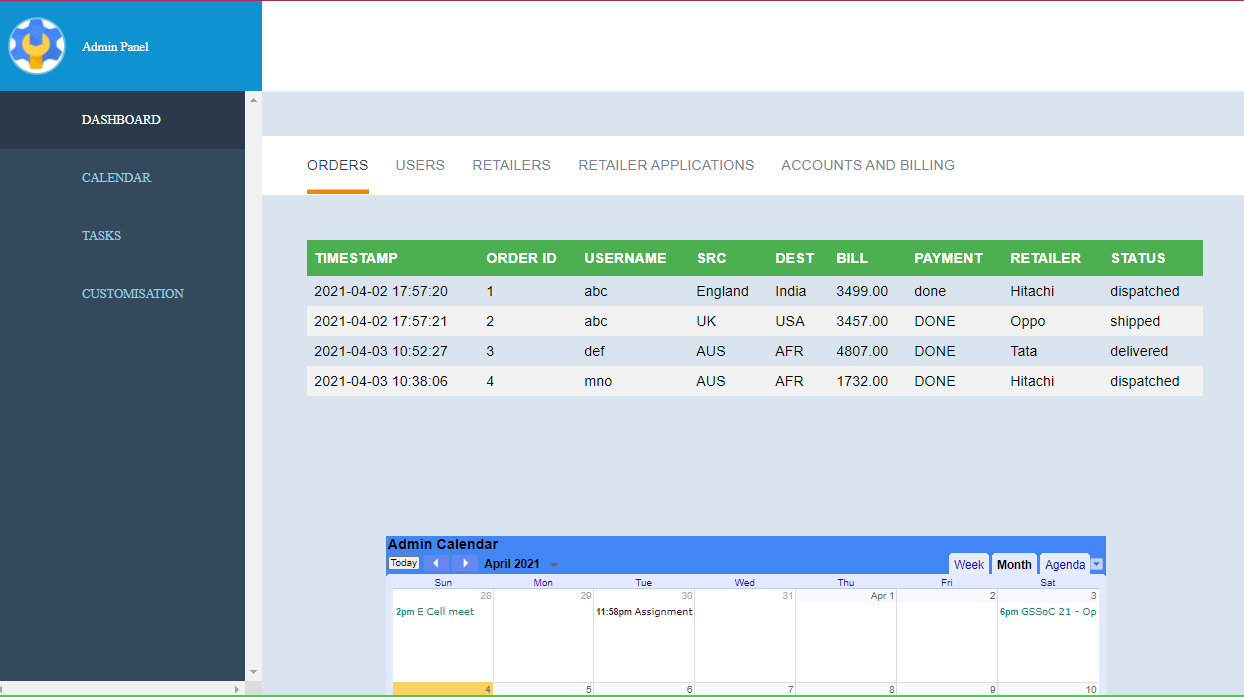 Admin Panel
DASHBOARD
CALENDAR
TASKS
CUSTOMISATION
ORDERS USERS RETAILERS RETAILER APPLICATIONS ACCOUNTS AND BILLING
TIMESTAMP ORDER ID USERNAME SRC DEST BILL PAYMENT RETAILER STATUS
2021-04-02 17:57:20 1 abc England India 3499.00 done Hitachi dispatched
2021-04-02 17:57:21 2 abc UK USA 3457.00 DONE Oppo shipped
2021-04-03 10:52:27 3 def AUS AFR 4807.00 DONE Tata delivered
2021-04-03 10:38:06 4 mno AUS AFR 1732.00 DONE Hitachi dispatched
Admin Calendar
Today April 2021 Week Month Agenda
Sun Mon Tue Wed Thu Fri Sat
28 29 30 31 Apr 1 2 3
2pm E Cell meet 11:58pm Assignment 6pm GSSoC 21 - Op
4 5 6 7 8 9 10